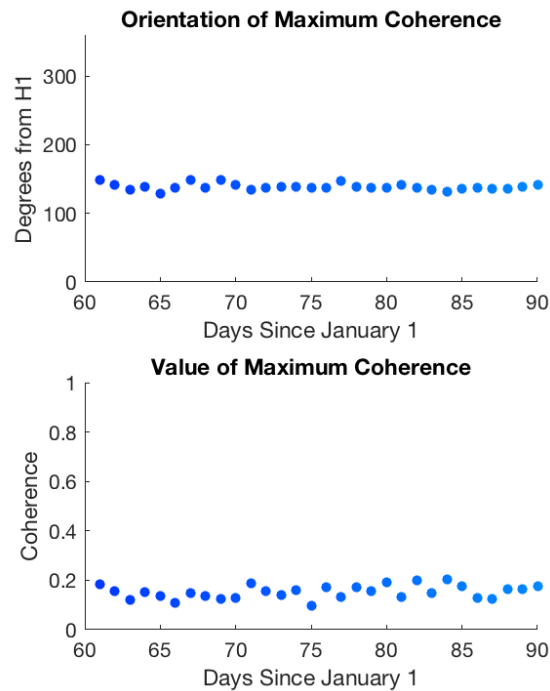 Orientation of Maximum Coherence
300
200
100
0
Degrees from H1
60 65 70 75 80 85 90
Days Since January 1
Value of Maximum Coherence
1
0.8
0.6
0.4
0.2
0
Coherence
60 65 70 75 80 85 90
Days Since January 1